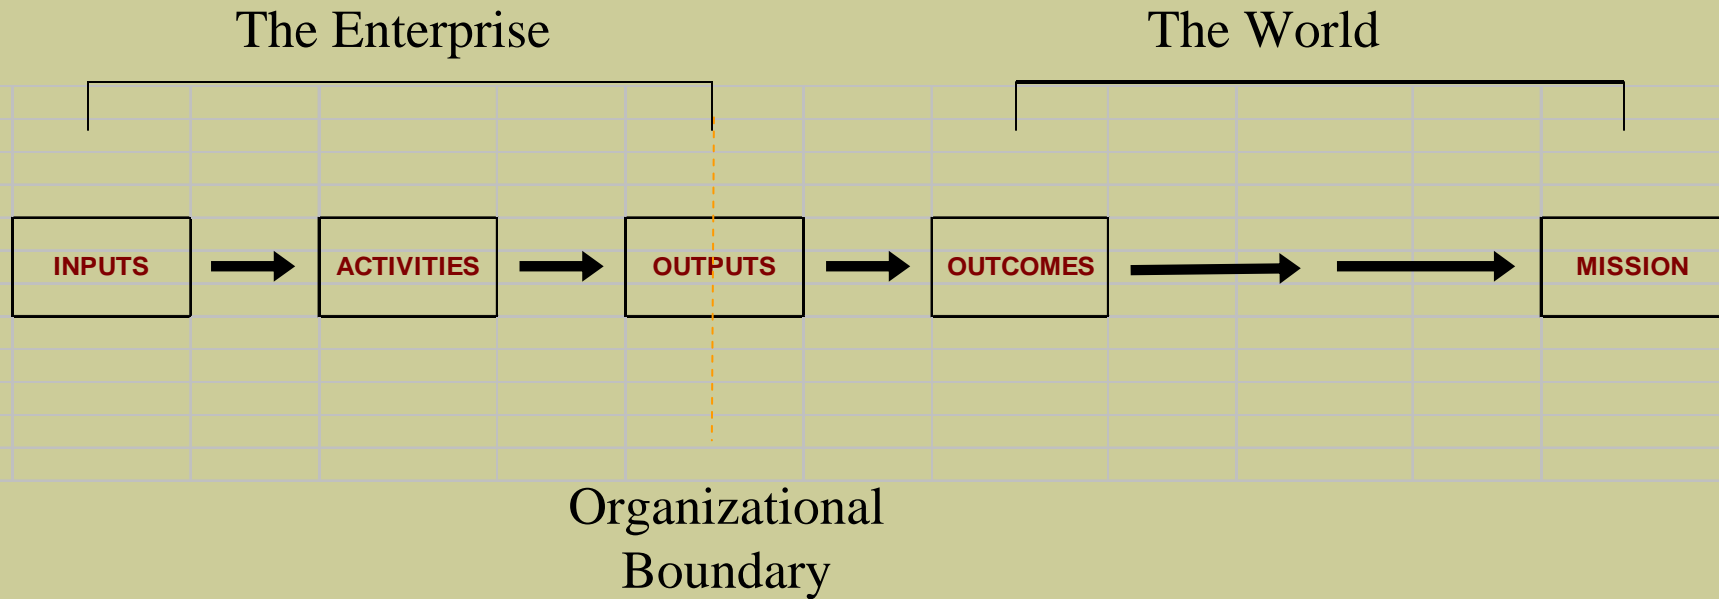 The Enterprise
The World
INPUTS
ACTIVITIES
OUTPUTS
OUTCOMES
MISSION
Organizational
Boundary